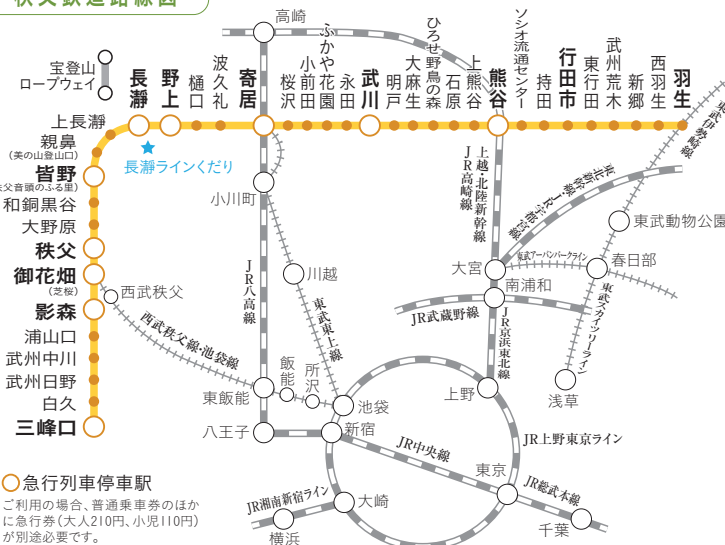 秩父鉄道路線図
高崎
宝登山
ロープウェイ
長瀞
野上
樋口
波久礼
寄居
桜沢
小前田
ふかや花園
永田
武川
明戸
大麻生
ひろせ野鳥の森
石原
上熊谷
熊谷
ソシオ流通センター
持田
行田市
東行田
武州荒木
新郷
西羽生
羽生
東武伊勢崎線
上長瀞
親鼻
(美の山登山口)
皆野
(秩父音頭のふる里)
和銅黒谷
大野原
秩父
御花畑
(芝桜)
影森
浦山口
武州中川
武州日野
白久
三峰口
長瀞ラインくだり
小川町
上越・北陸新幹線
JR高崎線
東北新幹線・JR宇都宮線
東武動物公園
大宮
東武アーバンパークライン
春日部
南浦和
東武スカイツリーライン
西武秩父
西武秩父線・池袋線
JR八高線
川越
東武東上線
JR武蔵野線
JR京浜東北線
飯能
所沢
東飯能
池袋
上野
浅草
八王子
新宿
JR中央線
JR上野東京ライン
東京
JR総武本線
JR湘南新宿ライン
大崎
横浜
千葉
急行列車停車駅
ご利用の場合、普通乗車券のほか
に急行券(大人210円、小児110円)
が別途必要です。